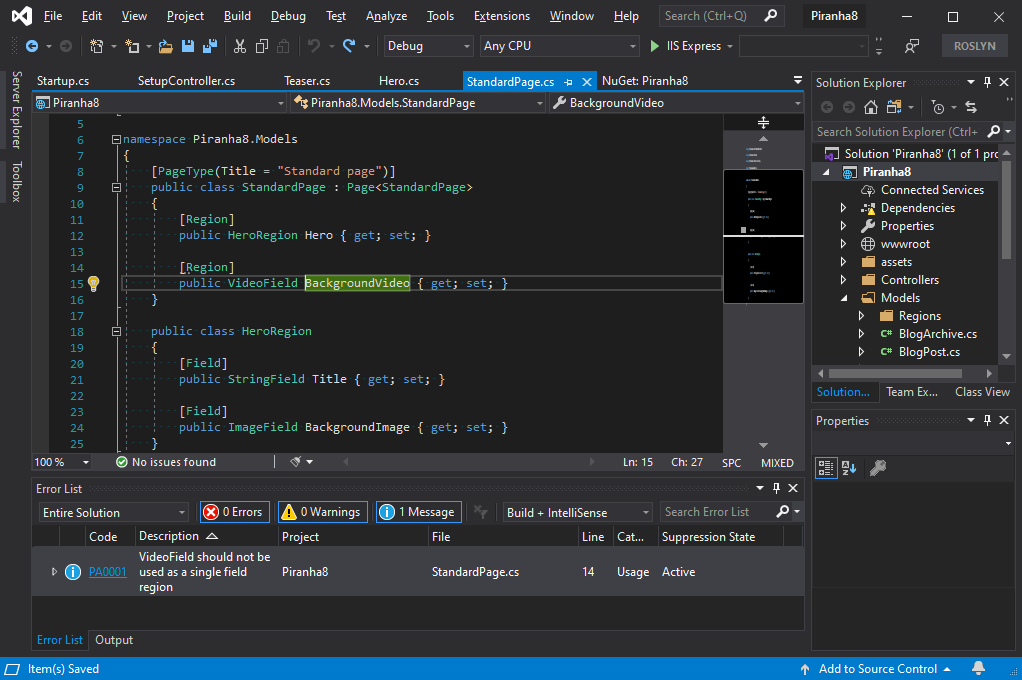 File Edit View Project Build Debug Test Analyze Tools Extensions Window Help Search (Ctrl+Q) Piranha8
Debug Any CPU IIS Express ROSLYN
Server Explorer
Toolbox
Startup.cs SetupController.cs Teaser.cs Hero.cs StandardPage.cs NuGet: Piranha8
Piranha8 Piranha8.Models.StandardPage BackgroundVideo
5
6 namespace Piranha8.Models
7 {
8 [PageType(Title = "Standard page")]
9 public class StandardPage : Page<StandardPage>
10 {
11 [Region]
12 public HeroRegion Hero { get; set; }
13
14 [Region]
15 public VideoField BackgroundVideo { get; set; }
16 }
17
18 public class HeroRegion
19 {
20 [Field]
21 public StringField Title { get; set; }
22
23 [Field]
24 public ImageField BackgroundImage { get; set; }
25 }
100 % No issues found Ln: 15 Ch: 27 SPC MIXED
Error List
Entire Solution 0 Errors 0 Warnings 1 Message Build + IntelliSense Search Error List
Code Description Project File Line Cat... Suppression State
PA0001 VideoField should not be used as a single field region Piranha8 StandardPage.cs 14 Usage Active
Error List Output
Solution Explorer
Search Solution Explorer (Ctrl+
Solution 'Piranha8' (1 of 1 prc
Piranha8
Connected Services
Dependencies
Properties
wwwroot
assets
Controllers
Models
Regions
C# BlogArchive.cs
C# BlogPost.cs
Solution... Team Ex... Class View
Properties
Item(s) Saved Add to Source Control